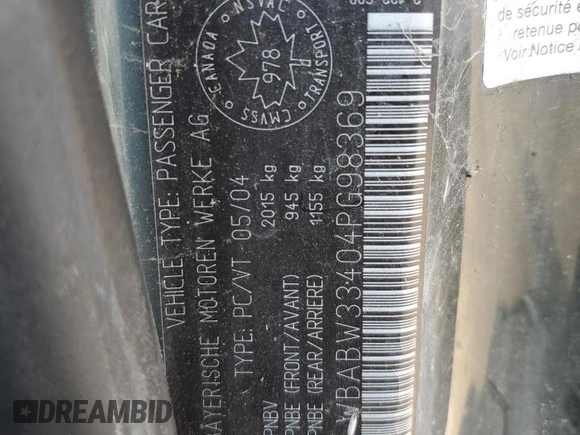 VEHICLE TYPE: PASSENGER CAR
BAYERISCHE MOTOREN WERKE AG
TYPE: PC/VT 05/04
PNBV 2015 kg
PNBE (FRONT/AVANT) 945 kg
PNBE (REAR/ARRIERE) 1155 kg
WBABW33404PG98369
CANADA
NSVAC
TRANSPORT
CMVSS
978
de sécurité e
retenue p
Voir Notice
DREAMBID